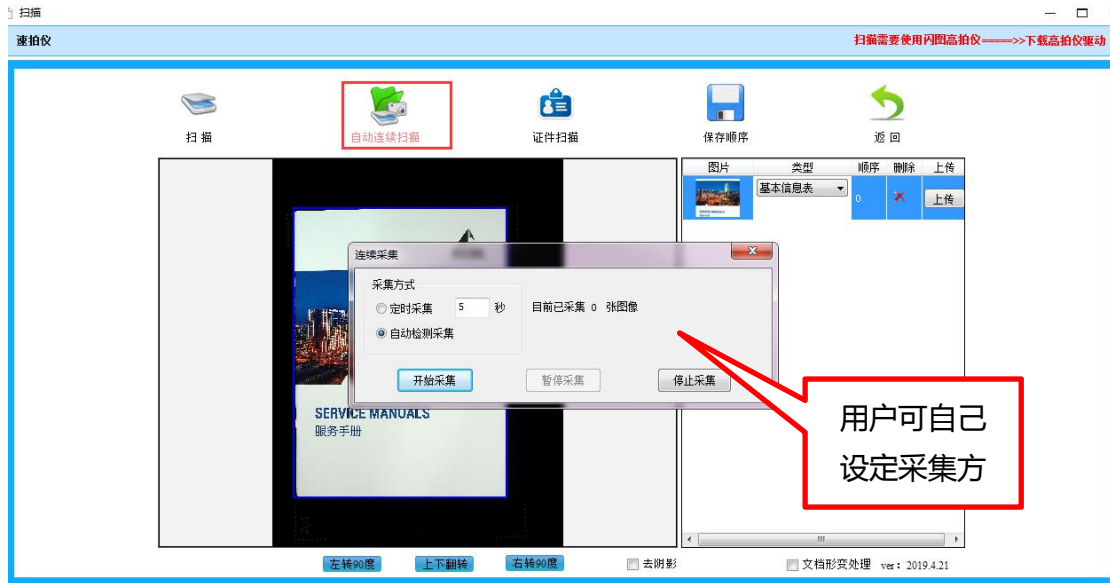 扫描
速拍仪
扫描需要使用闪图高拍仪=====>>下载高拍仪驱动
扫 描
自动连续扫描
证件扫描
保存顺序
返 回
图片 类型 顺序 删除 上传
基本信息表 0 上传
连续采集
采集方式
定时采集 5 秒 目前已采集 0 张图像
自动检测采集
开始采集 暂停采集 停止采集
用户可自己
设定采集方
SERVICE MANUALS
服务手册
左转90度 上下翻转 右转90度 去阴影 文档形变处理 ver: 2019.4.21